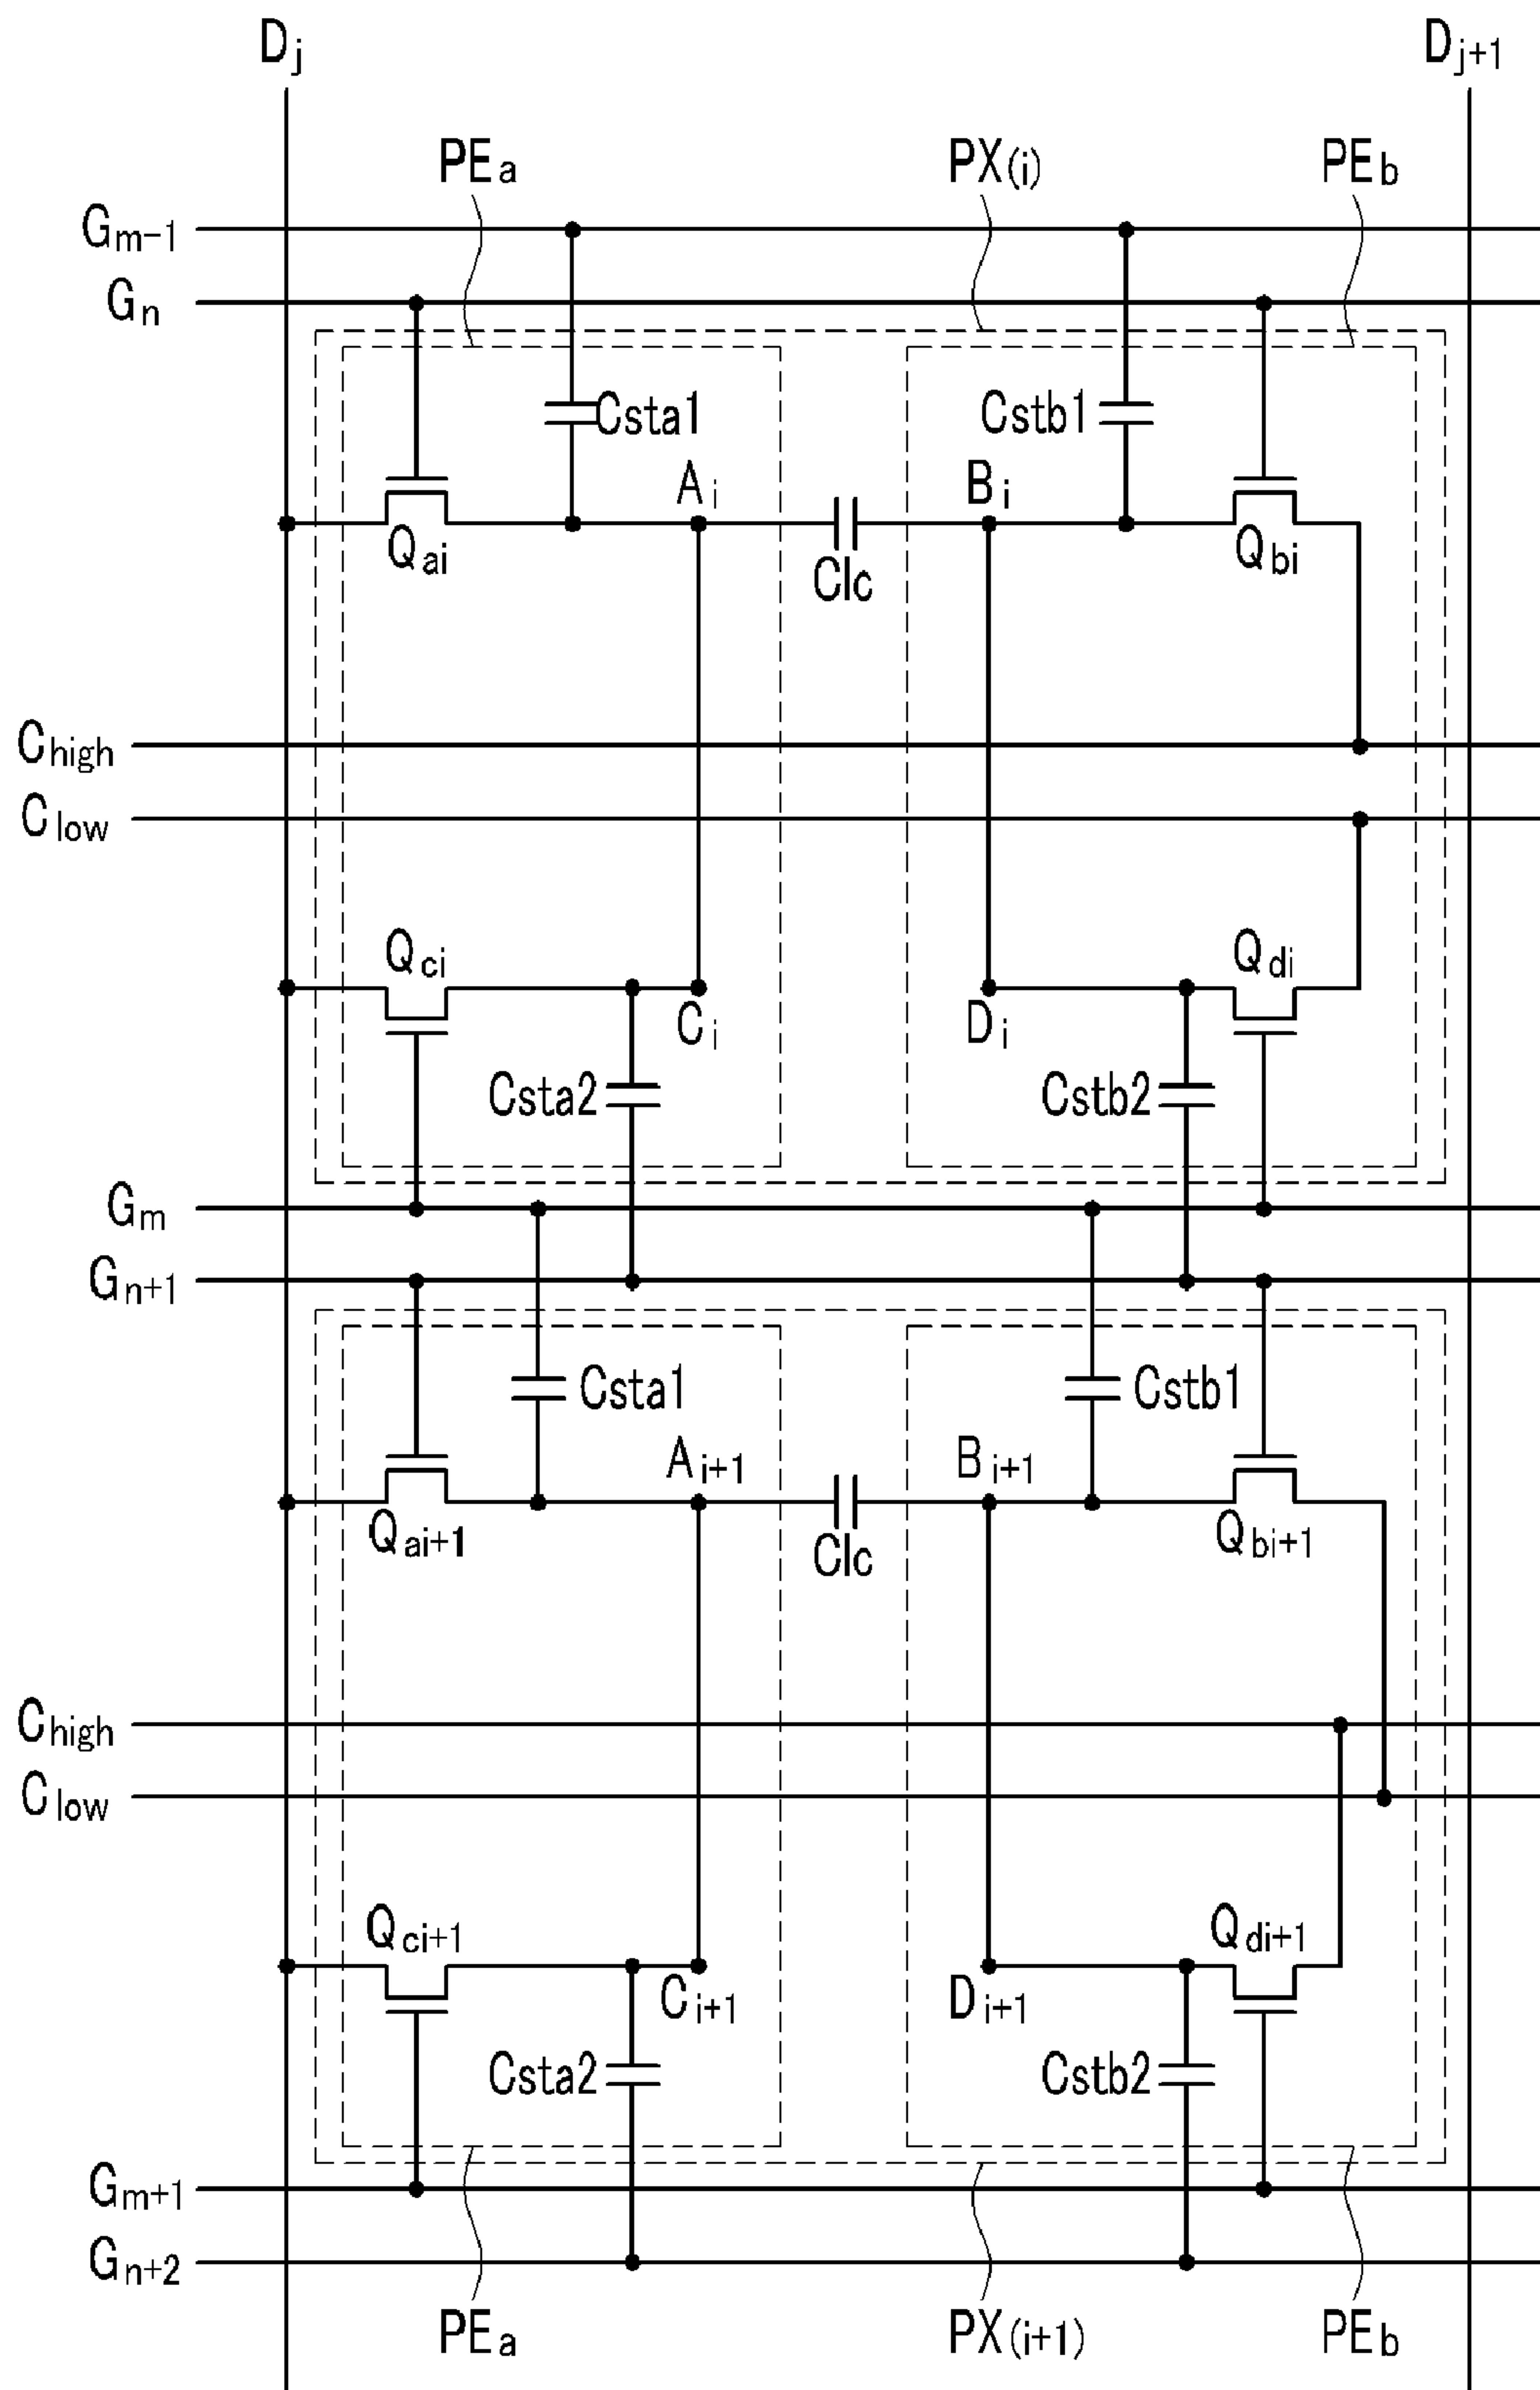 Dj Dj+1
PEa PX(i) PEb
Gm-1
Gn
Csta1 Cstb1
Ai Bi
Qai Qbi
Clc
Chigh
Clow
Qci Qdi
Ci Di
Csta2 Cstb2
Gm
Gn+1
Csta1 Cstb1
Ai+1 Bi+1
Qai+1 Qbi+1
Clc
Chigh
Clow
Qci+1 Qdi+1
Ci+1 Di+1
Csta2 Cstb2
Gm+1
Gn+2
PEa PX(i+1) PEb